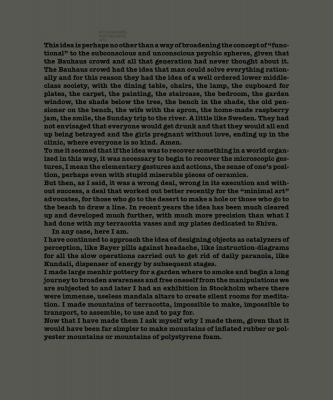 This idea is perhaps no other than a way of broadening the concept of "func-
tional" to the subconscious and unconscious psychic spheres, given that
the Bauhaus crowd and all that generation had never thought about it.
The Bauhaus crowd had the idea that man could solve everything ration-
ally and for this reason they had the idea of a well ordered lower middle-
class society, with the dining table, chairs, the lamp, the cupboard for
plates, the carpet, the painting, the staircase, the bedroom, the garden
window, the shade below the tree, the bench in the shade, the old pen-
sioner on the bench, the wife with the apron, the home-made raspberry
jam, the smile, the Sunday trip to the river. A little like Sweden. They had
not envisaged that everyone would get drunk and that they would all end
up being betrayed and the girls pregnant without love, ending up in the
clinic, where everyone is so kind. Amen.
To me it seemed that if the idea was to recover something in a world organ-
ized in this way, it was necessary to begin to recover the microscopic ges-
tures, I mean the elementary gestures and actions, the sense of one's posi-
tion, perhaps even with stupid miserable pieces of ceramics.
But then, as I said, it was a wrong deal, wrong in its execution and with-
out success, a deal that worked out better recently for the "minimal art"
advocates, for those who go to the desert to make a hole or those who go to
the beach to draw a line. In recent years the idea has been much cleared
up and developed much further, with much more precision than what I
had done with my terracotta vases and my plates dedicated to Shiva.
In any case, here I am.
I have continued to approach the idea of designing objects as catalyzers of
perception, like Bayer pills against headache, like instruction-diagrams
for all the slow operations carried out to get rid of daily paranoia, like
Kundali, dispenser of energy by subsequent stages.
I made large menhir pottery for a garden where to smoke and begin a long
journey to broaden awareness and free oneself from the manipulations we
are subjected to and later I had an exhibition in Stockholm where there
were immense, useless mandala altars to create silent rooms for medita-
tion. I made mountains of terracotta, impossible to make, impossible to
transport, to assemble, to use and to pay for.
Now that I have made them I ask myself why I made them, given that it
would have been far simpler to make mountains of inflated rubber or pol-
yester mountains or mountains of polystyrene foam.